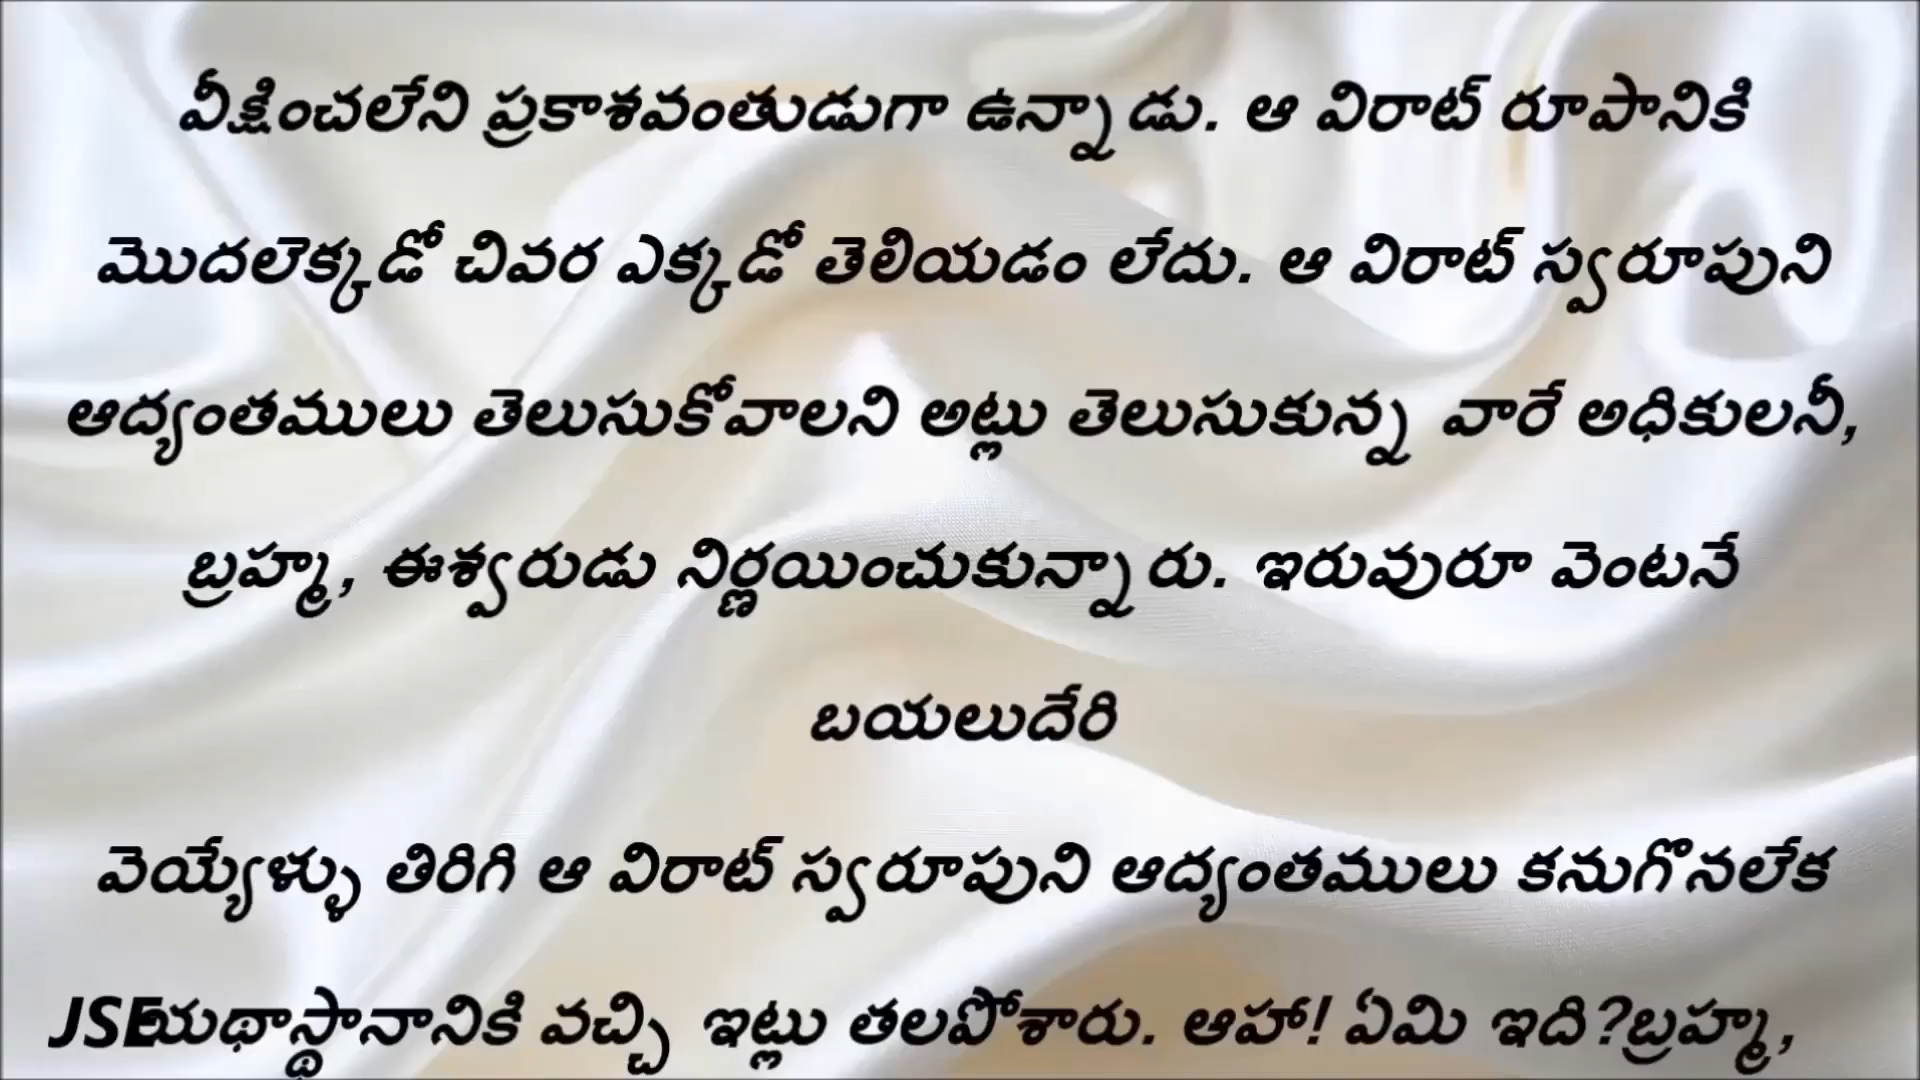 వీక్షించలేని ప్రకాశవంతుడుగా ఉన్నాడు. ఆ విరాట్ రూపానికి
మొదలెక్కడో చివర ఎక్కడో తెలియడం లేదు. ఆ విరాట్ స్వరూపుని
ఆద్యంతములు తెలుసుకోవాలని అట్లు తెలుసుకున్న వారే అధికులనీ,
బ్రహ్మ, ఈశ్వరుడు నిర్ణయించుకున్నారు. ఇరువురూ వెంటనే
బయలుదేరి
వెయ్యేళ్ళు తిరిగి ఆ విరాట్ స్వరూపుని ఆద్యంతములు కనుగొనలేక
JSE యథాస్థానానికి వచ్చి ఇట్లు తలపోశారు. ఆహా! ఏమి ఇది?బ్రహ్మ,